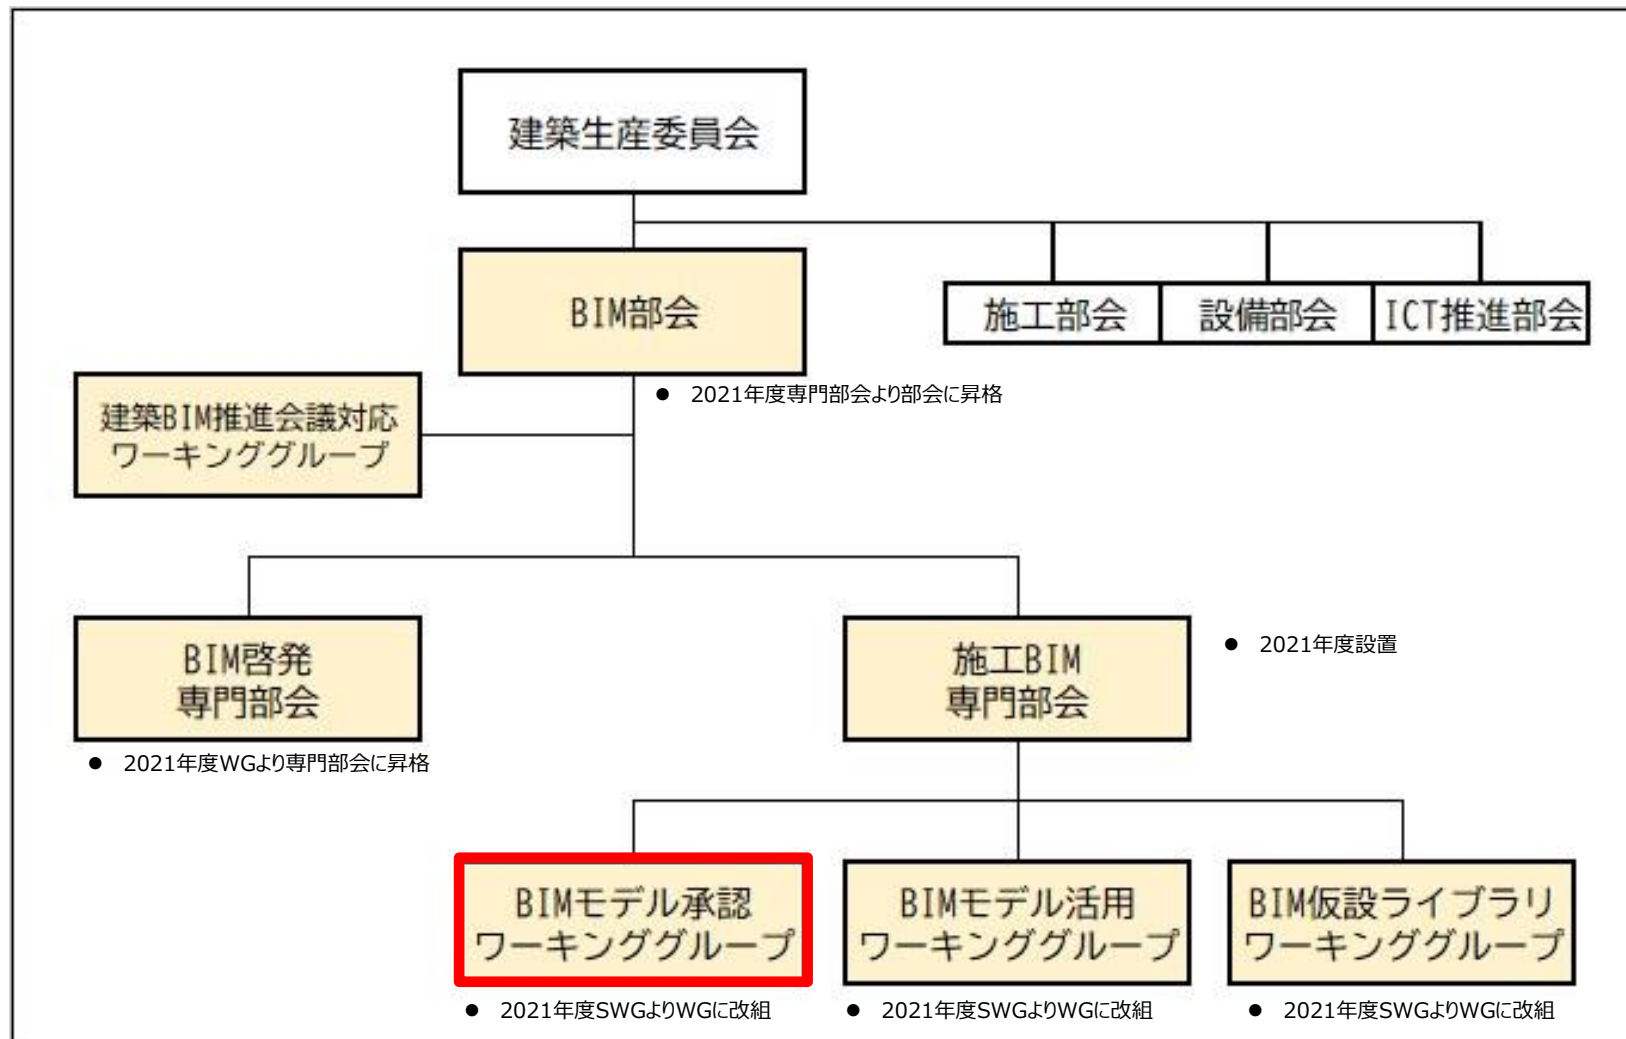 建築生産委員会
BIM部会
施工部会
設備部会
ICT推進部会
● 2021年度専門部会より部会に昇格
建築BIM推進会議対応
ワーキンググループ
BIM啓発
専門部会
● 2021年度WGより専門部会に昇格
施工BIM
専門部会
● 2021年度設置
BIMモデル承認
ワーキンググループ
● 2021年度SWGよりWGに改組
BIMモデル活用
ワーキンググループ
● 2021年度SWGよりWGに改組
BIM仮設ライブラリ
ワーキンググループ
● 2021年度SWGよりWGに改組